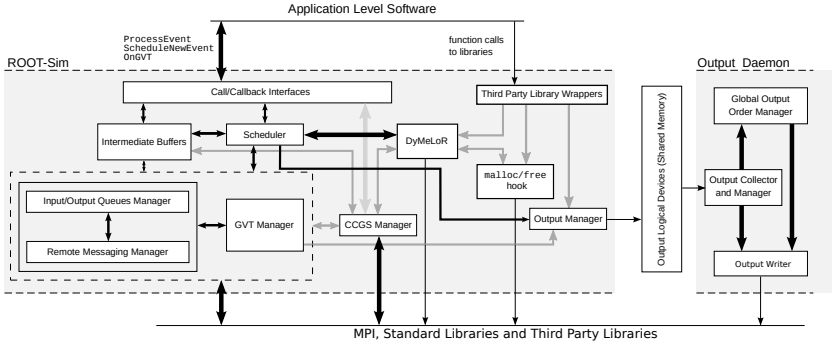 Application Level Software
ProcessEvent
ScheduleNewEvent
OnGVT
function calls
to libraries
ROOT-Sim
Output Daemon
Call/Callback Interfaces
Third Party Library Wrappers
Global Output
Order Manager
Intermediate Buffers
Scheduler
DyMeLoR
malloc/free
hook
Output Logical Devices (Shared Memory)
Output Collector
and Manager
Input/Output Queues Manager
GVT Manager
CCGS Manager
Output Manager
Remote Messaging Manager
Output Writer
MPI, Standard Libraries and Third Party Libraries